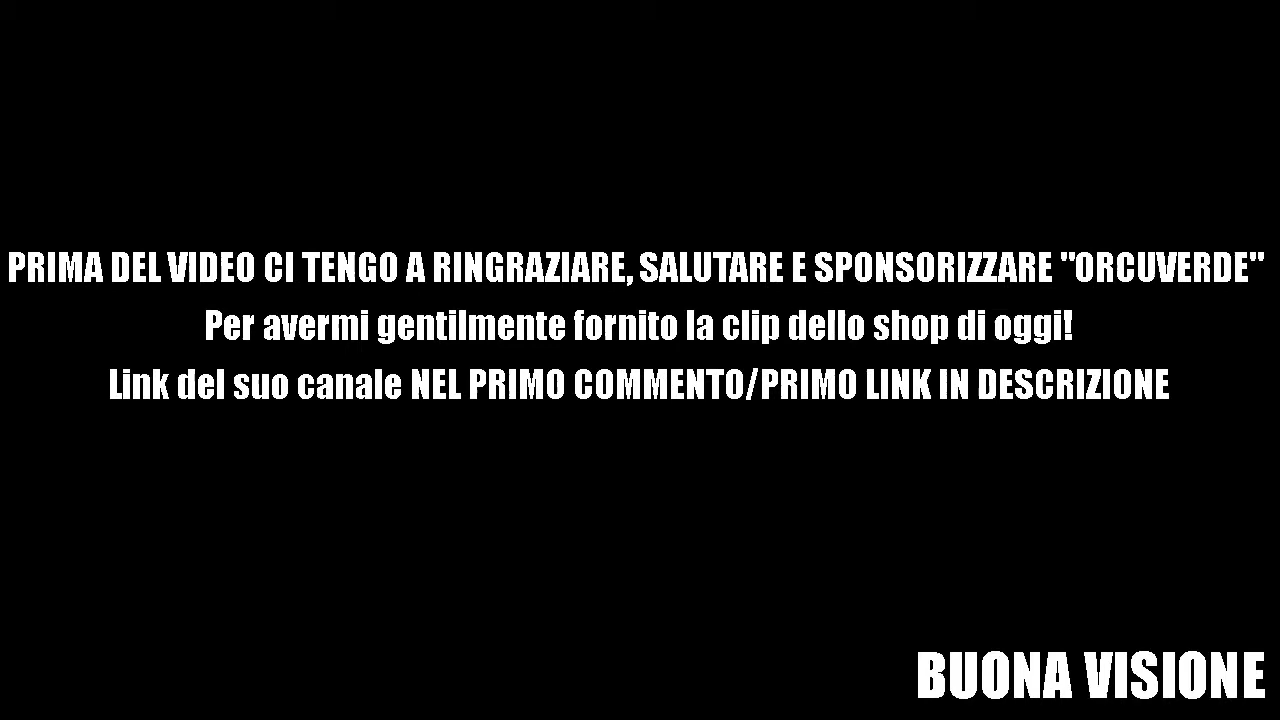 PRIMA DEL VIDEO CI TENGO A RINGRAZIARE, SALUTARE E SPONSORIZZARE "ORCUVERDE"
Per avermi gentilmente fornito la clip dello shop di oggi!
Link del suo canale NEL PRIMO COMMENTO/PRIMO LINK IN DESCRIZIONE
BUONA VISIONE